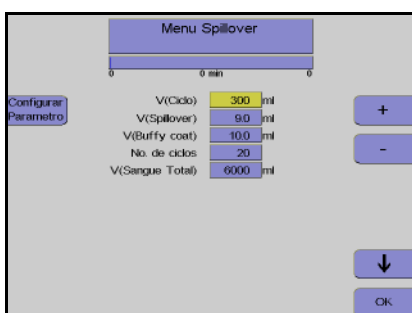 Menu Spillover
0 0 min 0
Configurar
Parametro
V(Ciclo) 300 ml
V(Spillover) 9.0 ml
V(Buffy coat) 10.0 ml
No. de ciclos 20
V(Sangue Total) 6000 ml
+
-
↓
OK